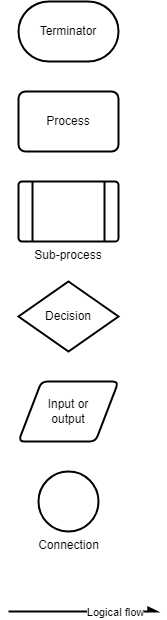 Terminator
Process
Sub-process
Decision
Input or
output
Connection
Logical flow